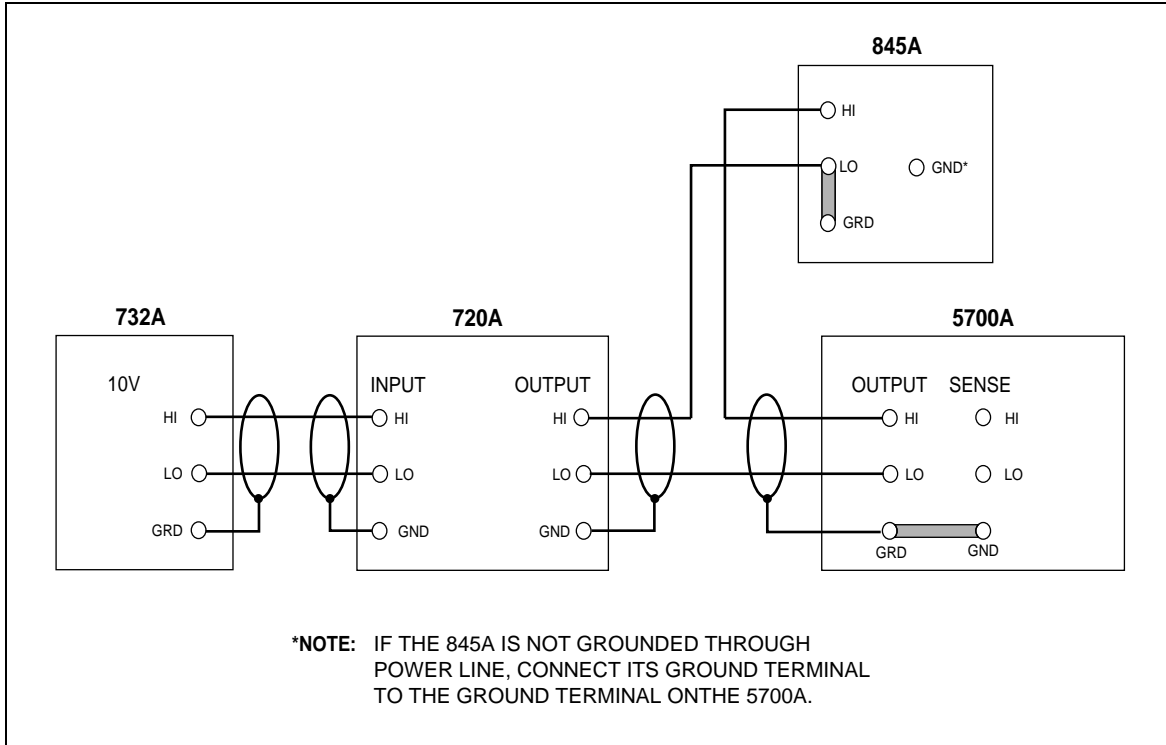 845A
HI
LO
GND*
GRD
732A
10V
HI
LO
GRD
720A
INPUT OUTPUT
HI HI
LO LO
GND GND
5700A
OUTPUT SENSE
HI HI
LO LO
GRD GND
*NOTE: IF THE 845A IS NOT GROUNDED THROUGH
POWER LINE, CONNECT ITS GROUND TERMINAL
TO THE GROUND TERMINAL ONTHE 5700A.